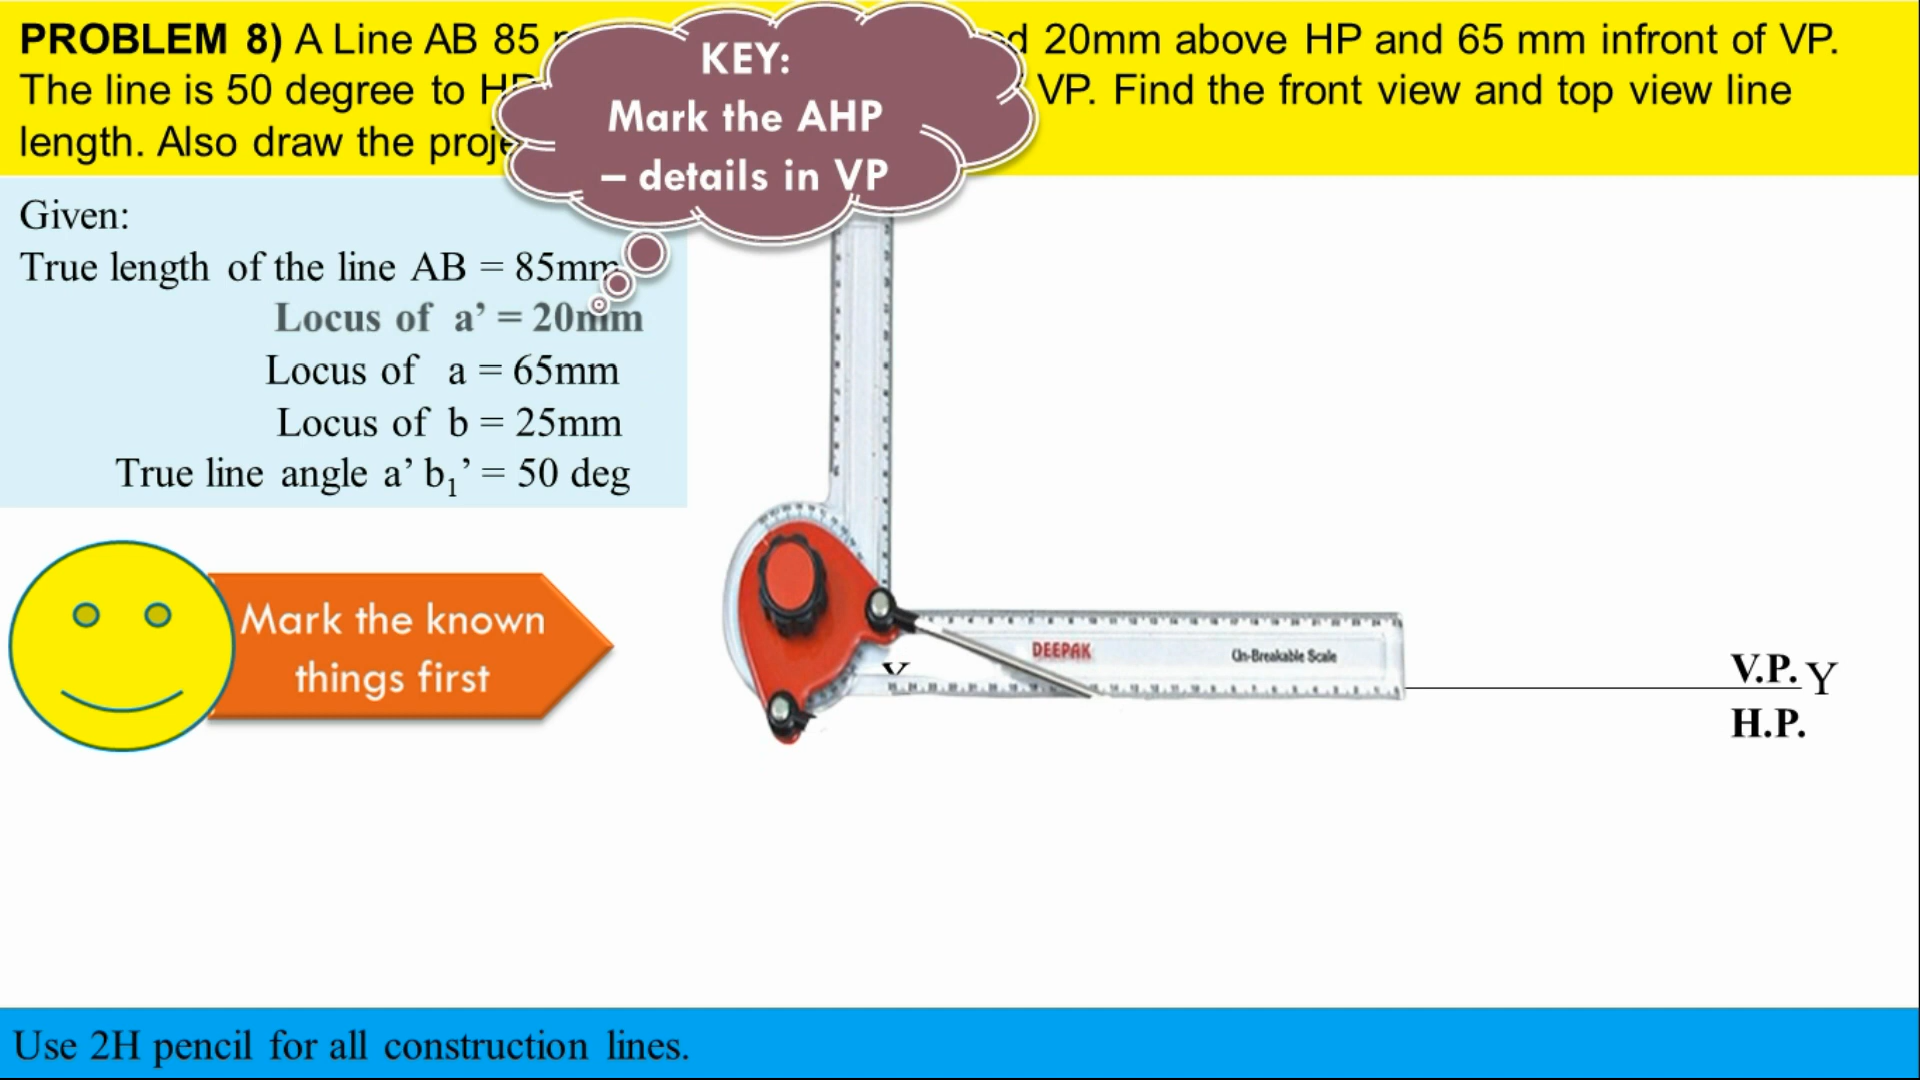 PROBLEM 8) A Line AB 85 20mm above HP and 65 mm infront of VP.
The line is 50 degree to VP. Find the front view and top view line
length. Also draw the
KEY:
Mark the AHP
– details in VP
Given:
True length of the line AB = 85mm
Locus of a’ = 20mm
Locus of a = 65mm
Locus of b = 25mm
True line angle a’ b₁’ = 50 deg
Mark the known
things first
DEEPAK
Un-Breakable Scale
V.P. Y
H.P.
Use 2H pencil for all construction lines.